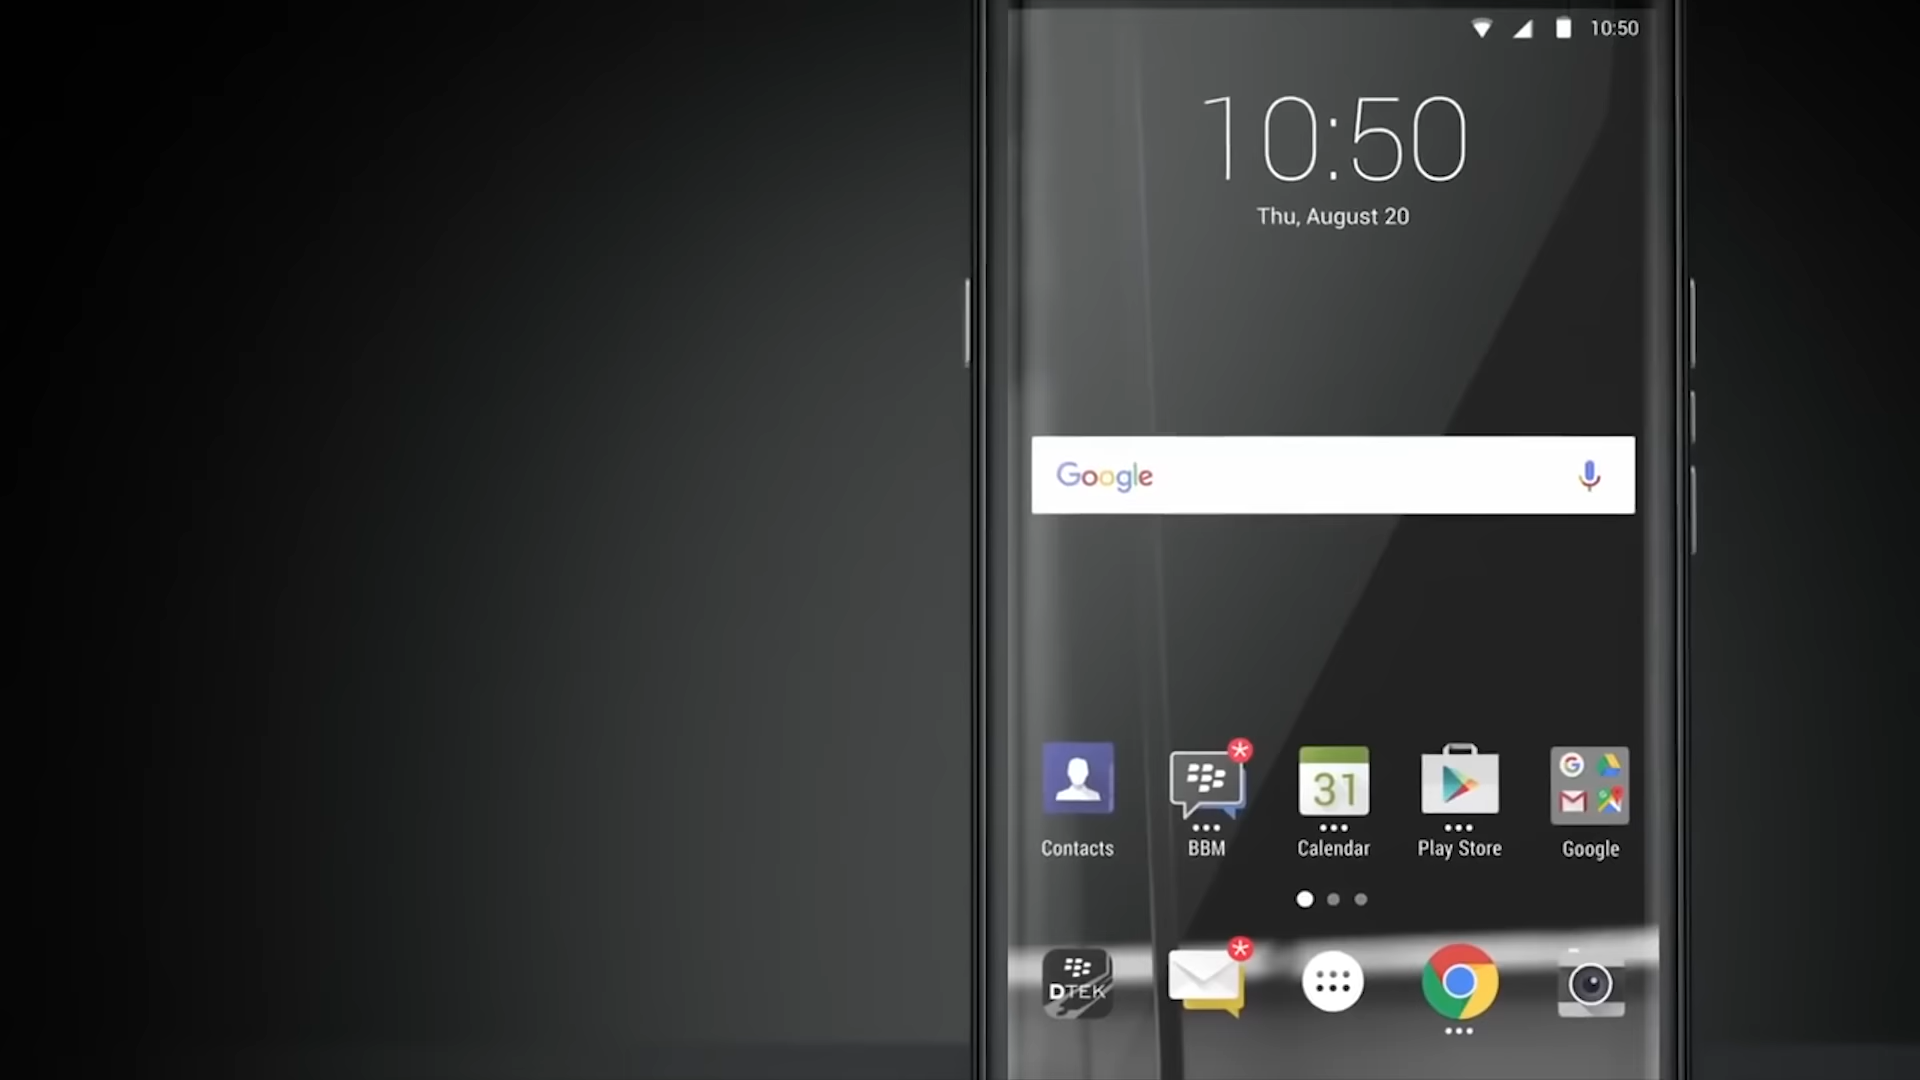 10:50
10:50
Thu, August 20
Google
31
Contacts
BBM
Calendar
Play Store
Google
DTEK